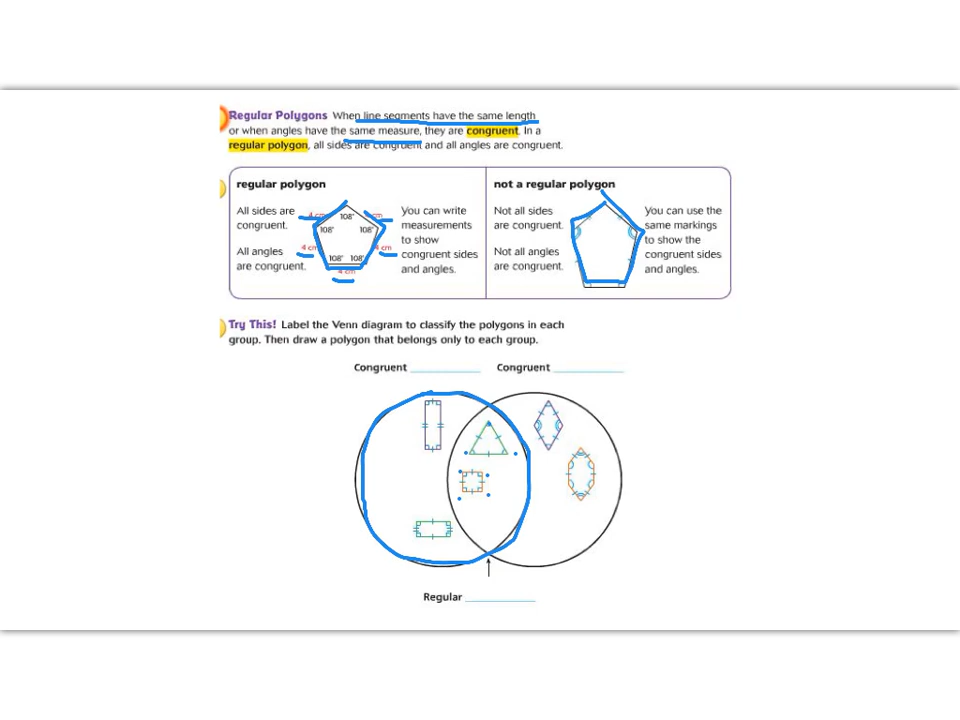 Regular Polygons When line segments have the same length
or when angles have the same measure, they are congruent. In a
regular polygon, all sides are congruent and all angles are congruent.
regular polygon
All sides are
congruent.
All angles
are congruent.
4 cm
4 cm
4 cm
4 cm
4 cm
108°
108°
108°
108°
108°
You can write
measurements
to show
congruent sides
and angles.
not a regular polygon
Not all sides
are congruent.
Not all angles
are congruent.
You can use the
same markings
to show the
congruent sides
and angles.
Try This! Label the Venn diagram to classify the polygons in each
group. Then draw a polygon that belongs only to each group.
Congruent
Congruent
Regular